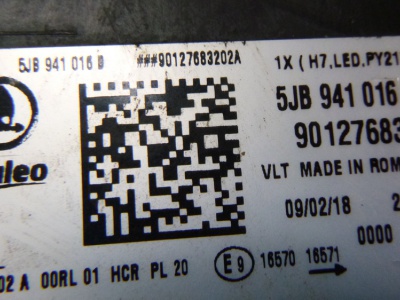 5JB 941 016 D ###90127683202A 1X ( H7,LED,PY21
5JB 941 016
90127683
VLT MADE IN ROM
09/02/18 2
0000
02 A 00RL 01 HCR PL 20 E9 16570 16571